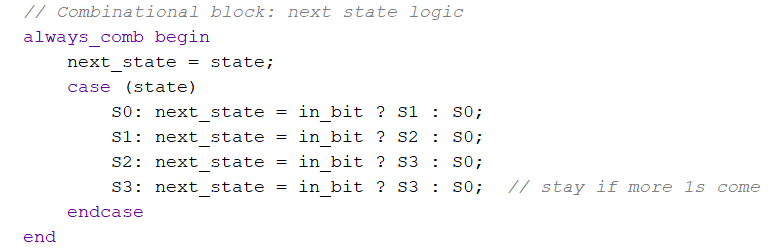 // Combinational block: next state logic
always_comb begin
    next_state = state;
    case (state)
        S0: next_state = in_bit ? S1 : S0;
        S1: next_state = in_bit ? S2 : S0;
        S2: next_state = in_bit ? S3 : S0;
        S3: next_state = in_bit ? S3 : S0;  // stay if more 1s come
    endcase
end